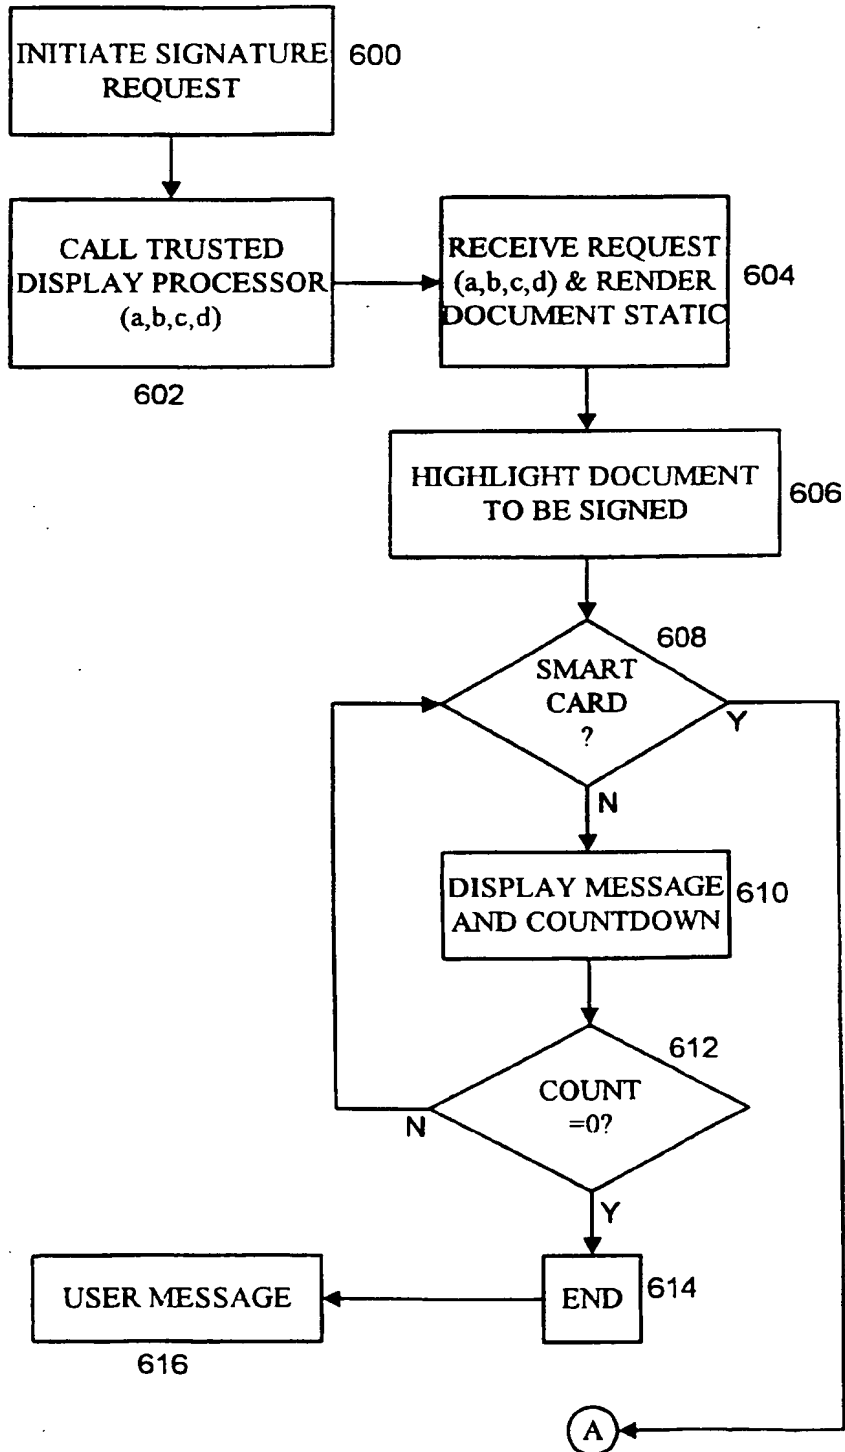 INITIATE SIGNATURE
REQUEST
600
CALL TRUSTED
DISPLAY PROCESSOR
(a,b,c,d)
602
RECEIVE REQUEST
(a,b,c,d) & RENDER
DOCUMENT STATIC
604
HIGHLIGHT DOCUMENT
TO BE SIGNED
606
608
SMART
CARD
?
Y
N
DISPLAY MESSAGE
AND COUNTDOWN
610
612
COUNT
=0?
N
Y
END
614
USER MESSAGE
616
A